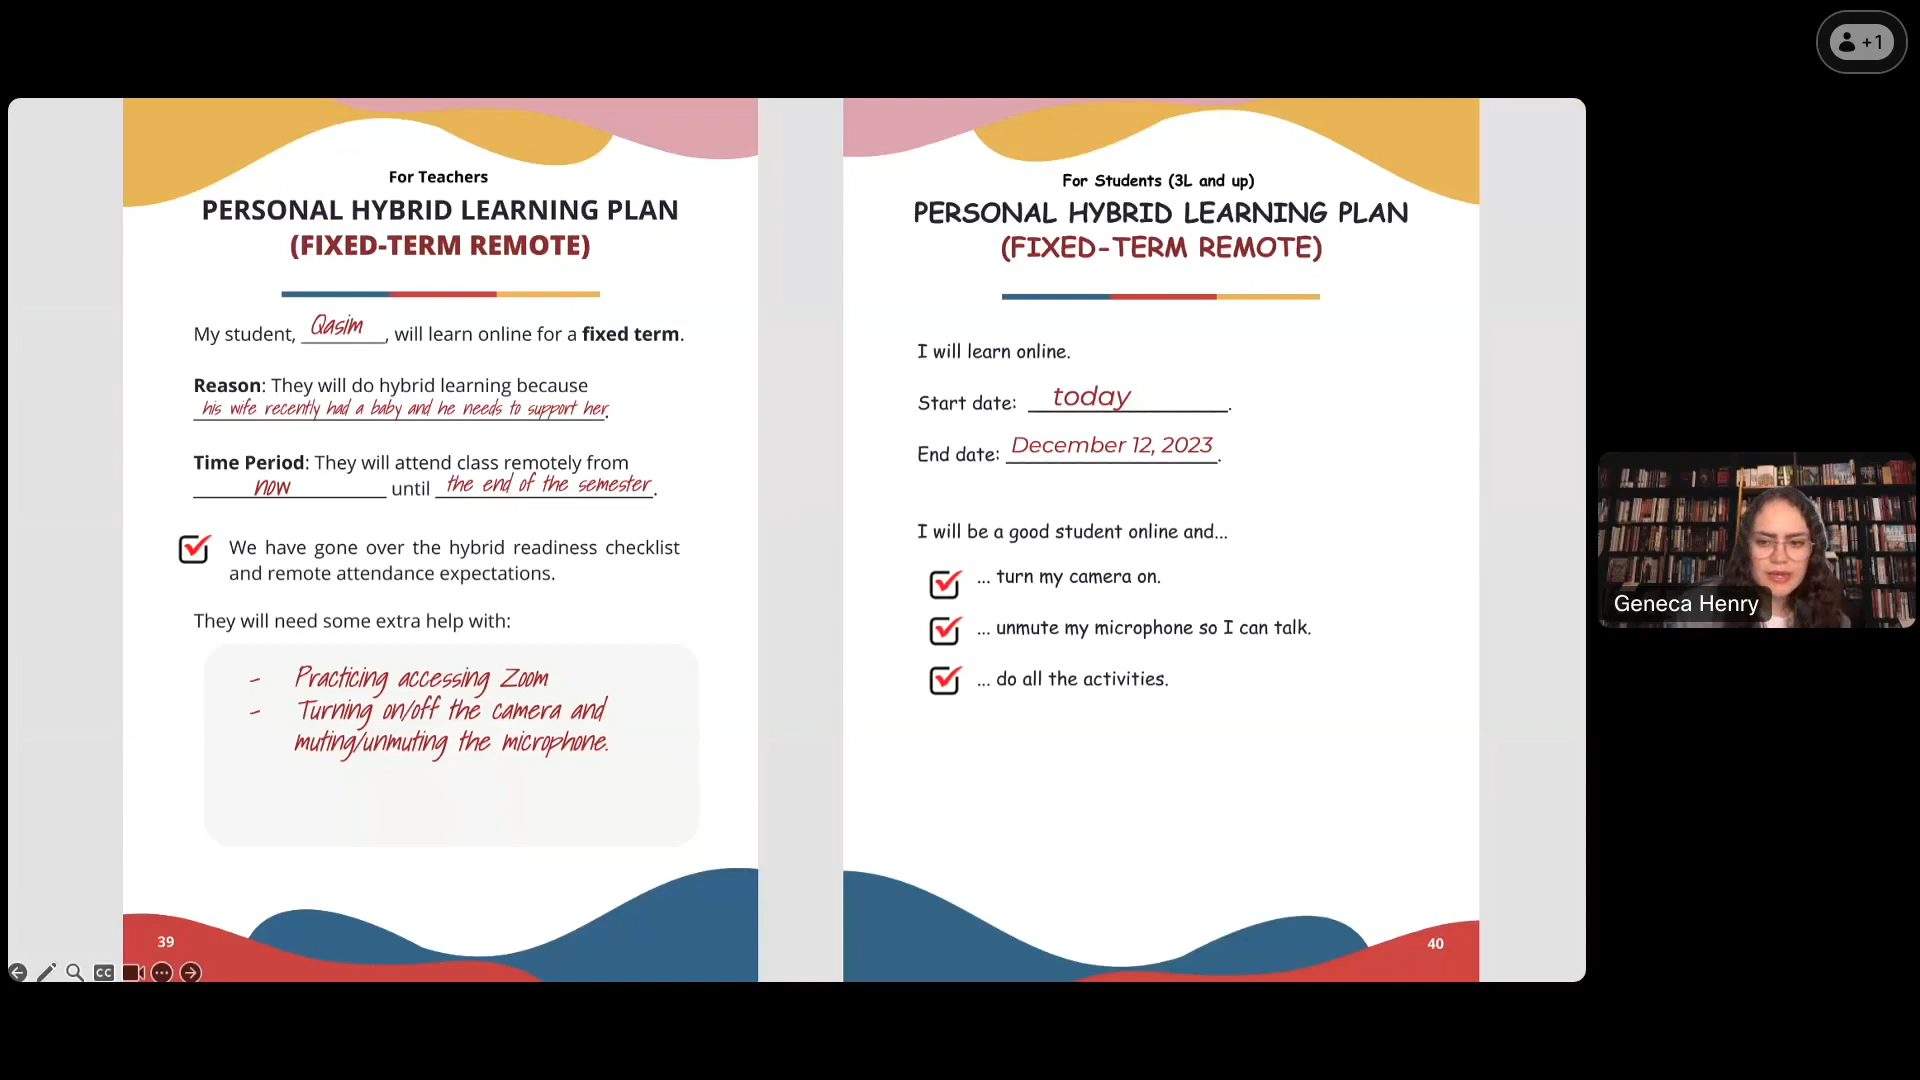 +1
For Teachers
PERSONAL HYBRID LEARNING PLAN
(FIXED-TERM REMOTE)
My student, Qasim, will learn online for a fixed term.
Reason: They will do hybrid learning because
his wife recently had a baby and he needs to support her.
Time Period: They will attend class remotely from
now until the end of the semester.
We have gone over the hybrid readiness checklist
and remote attendance expectations.
They will need some extra help with:
- Practicing accessing Zoom
- Turning on/off the camera and
muting/unmuting the microphone.
39
CC
For Students (3L and up)
PERSONAL HYBRID LEARNING PLAN
(FIXED-TERM REMOTE)
I will learn online.
Start date: today.
End date: December 12, 2023.
I will be a good student online and...
... turn my camera on.
... unmute my microphone so I can talk.
... do all the activities.
40
Geneca Henry